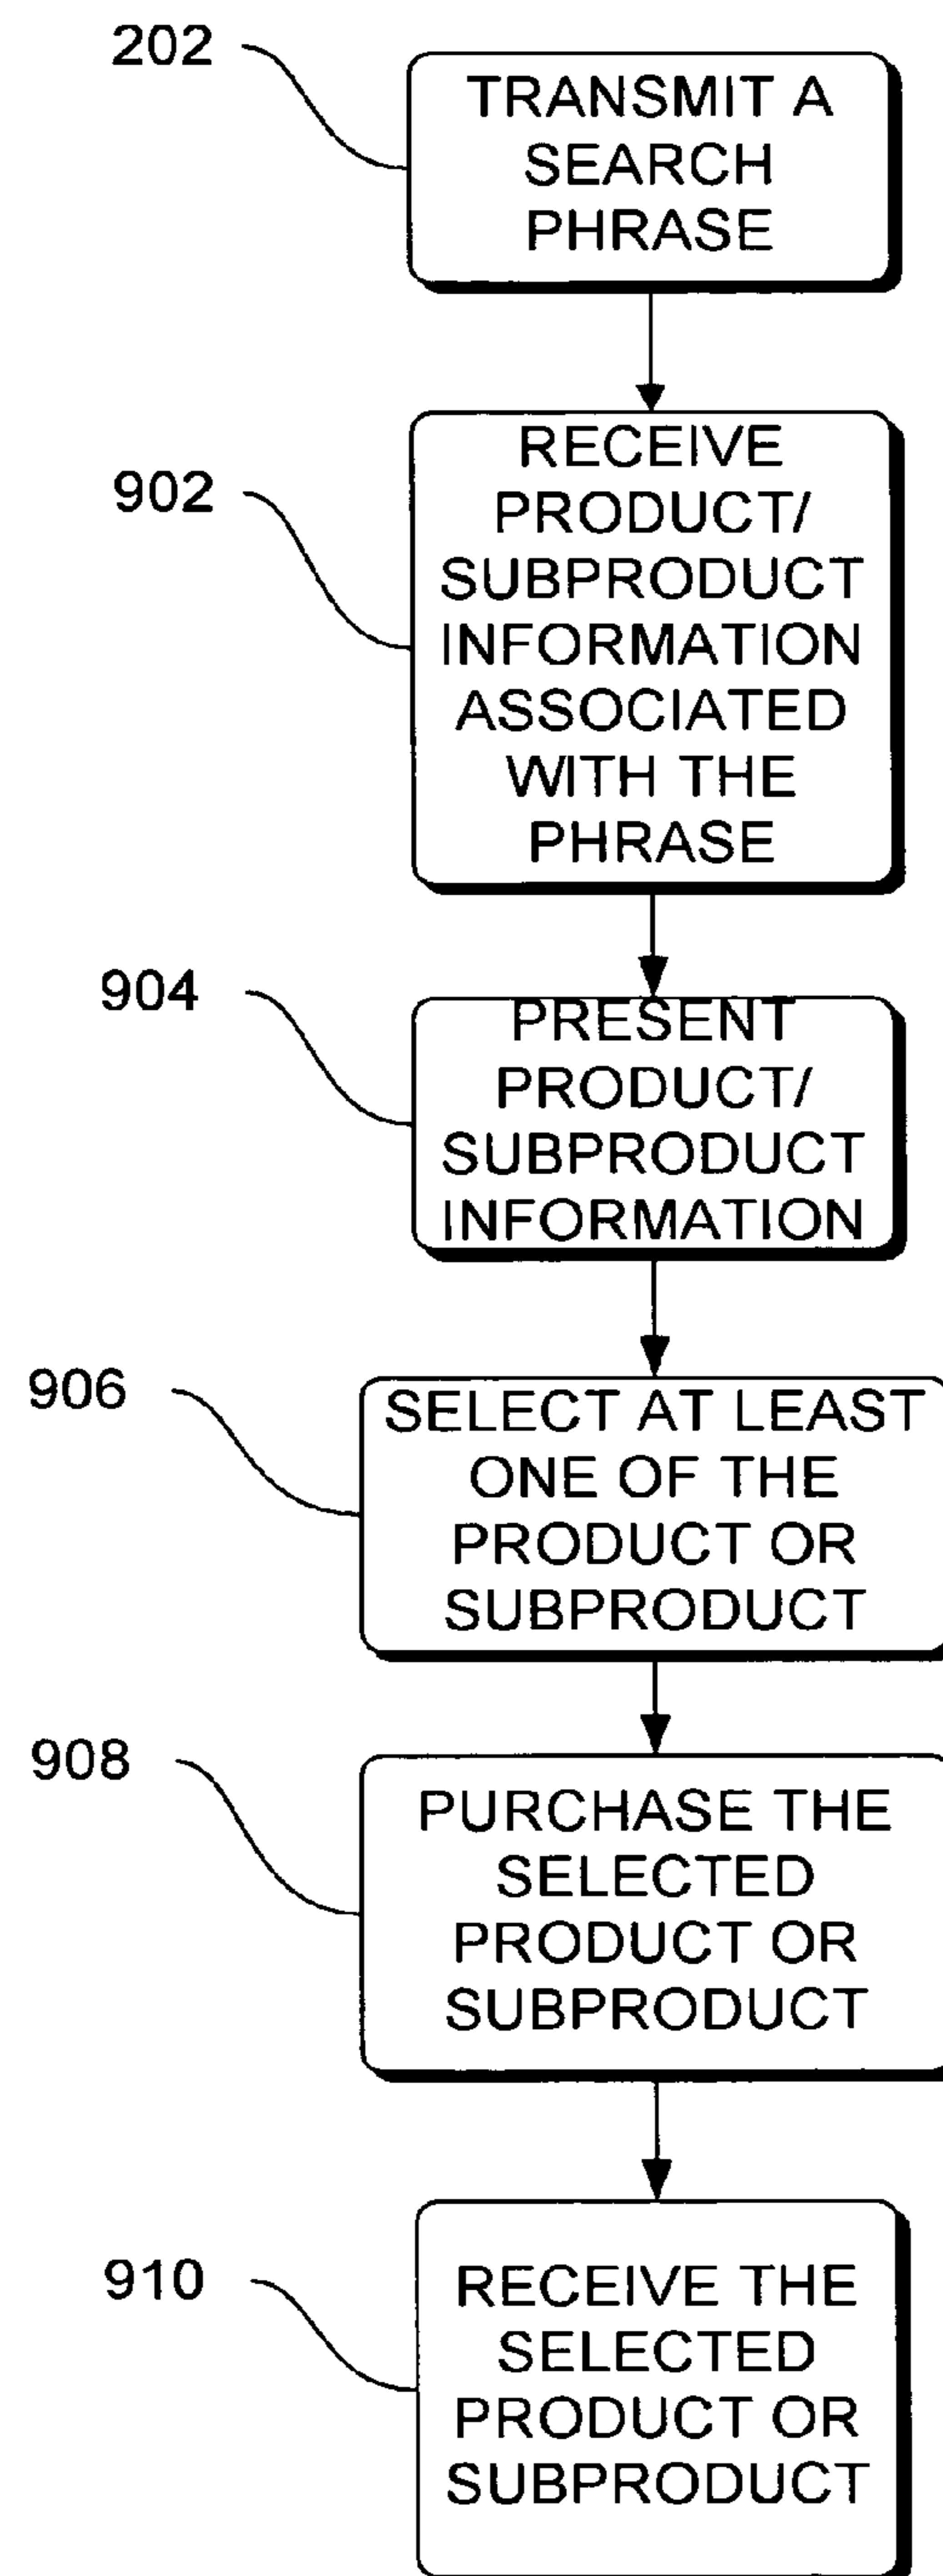 202
TRANSMIT A
SEARCH
PHRASE
902
RECEIVE
PRODUCT/
SUBPRODUCT
INFORMATION
ASSOCIATED
WITH THE
PHRASE
904
PRESENT
PRODUCT/
SUBPRODUCT
INFORMATION
906
SELECT AT LEAST
ONE OF THE
PRODUCT OR
SUBPRODUCT
908
PURCHASE THE
SELECTED
PRODUCT OR
SUBPRODUCT
910
RECEIVE THE
SELECTED
PRODUCT OR
SUBPRODUCT